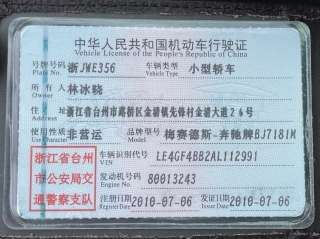 中华人民共和国机动车行驶证
Vehicle License of the People's Republic of China
号牌号码 浙JWE356 车辆类型 小型轿车
Plate No. Vehicle Type
所有人 林冰晓
Owner
住址 浙江省台州市路桥区金清镇先锋村金清大道26号
Address
使用性质 非营运 品牌型号 梅赛德斯-奔驰牌BJ7181M
Use Character Model
浙江省台州
市公安局交
通警察支队
车辆识别代号 LE4GF4BB2AL112991
VIN
发动机号码 80013243
Engine No.
注册日期 2010-07-06 发证日期 2010-07-06
Register Date Issue Date